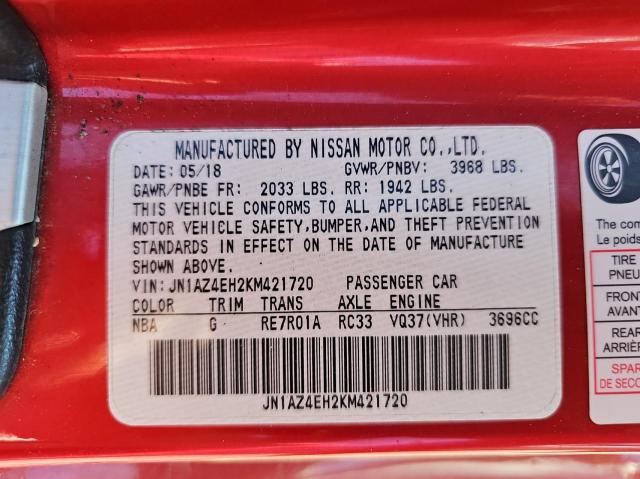 MANUFACTURED BY NISSAN MOTOR CO.,LTD.
DATE: 05/18 GVWR/PNBV: 3968 LBS.
GAWR/PNBE FR: 2033 LBS. RR: 1942 LBS.
THIS VEHICLE CONFORMS TO ALL APPLICABLE FEDERAL
MOTOR VEHICLE SAFETY,BUMPER,AND THEFT PREVENTION
STANDARDS IN EFFECT ON THE DATE OF MANUFACTURE
SHOWN ABOVE.
VIN: JN1AZ4EH2KM421720 PASSENGER CAR
COLOR TRIM TRANS AXLE ENGINE
NBA G RE7R01A RC33 VQ37(VHR) 3696CC
JN1AZ4EH2KM421720
The com
Le poids
TIRE
PNEU
FRONT
AVANT
REAR
ARRIÈR
SPAR
DE SECO